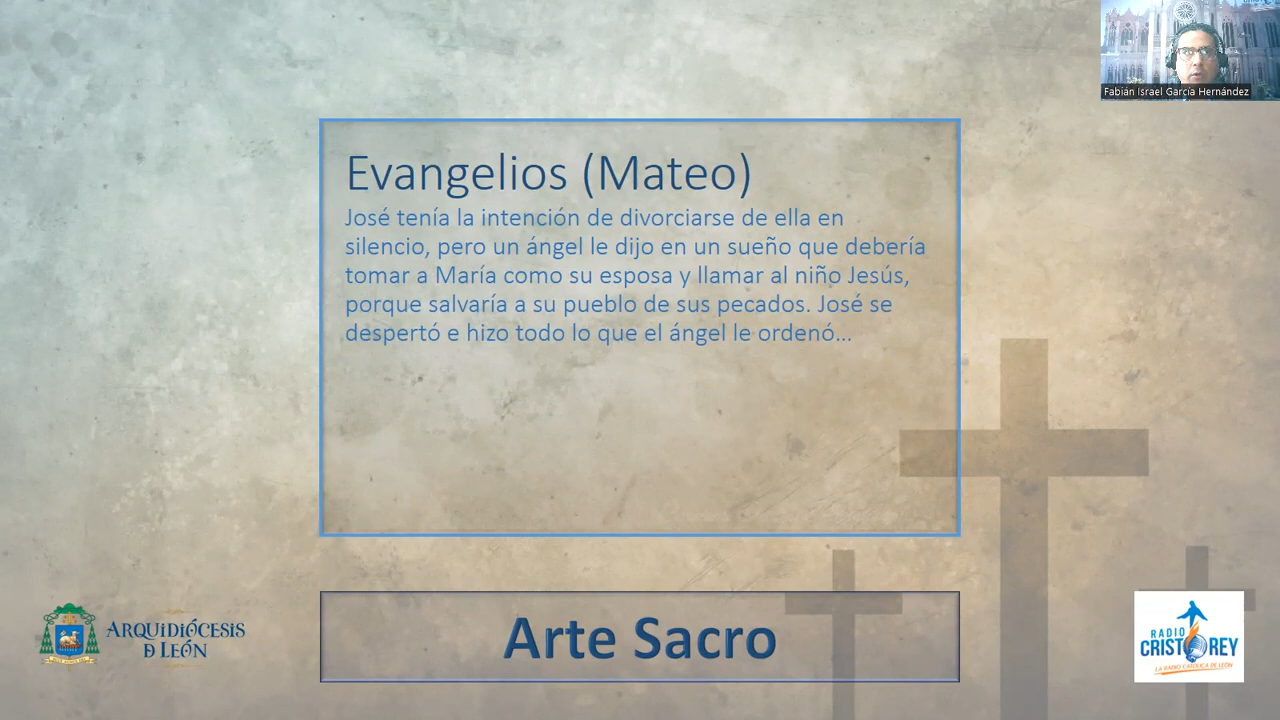 Fabián Israel García Hernández
Evangelios (Mateo)
José tenía la intención de divorciarse de ella en
silencio, pero un ángel le dijo en un sueño que debería
tomar a María como su esposa y llamar al niño Jesús,
porque salvaría a su pueblo de sus pecados. José se
despertó e hizo todo lo que el ángel le ordenó...
ARQUIDIÓCESIS
D LEÓN
Arte Sacro
RADIO
CRISTO REY
LA RADIO CATÓLICA DE LEÓN